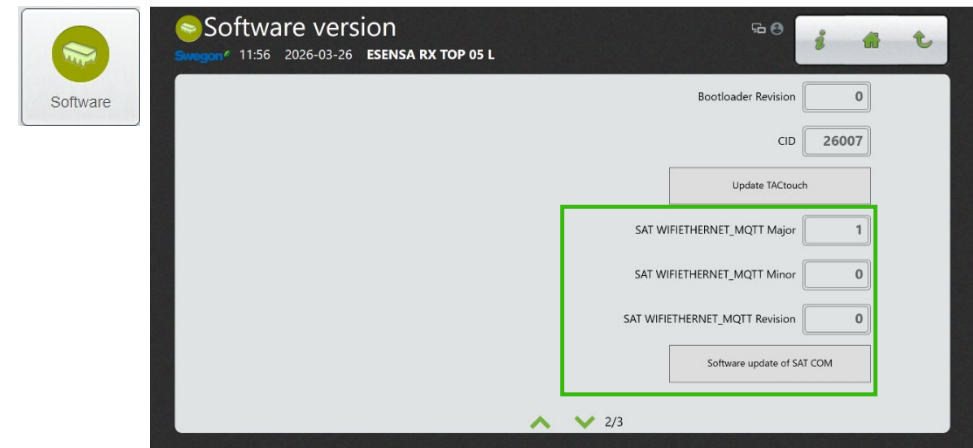 Software
Software version
Swegon 11:56 2026-03-26 ESENSA RX TOP 05 L
i
Bootloader Revision 0
CID 26007
Update TACtouch
SAT WIFIETHERNET_MQTT Major 1
SAT WIFIETHERNET_MQTT Minor 0
SAT WIFIETHERNET_MQTT Revision 0
Software update of SAT COM
2/3